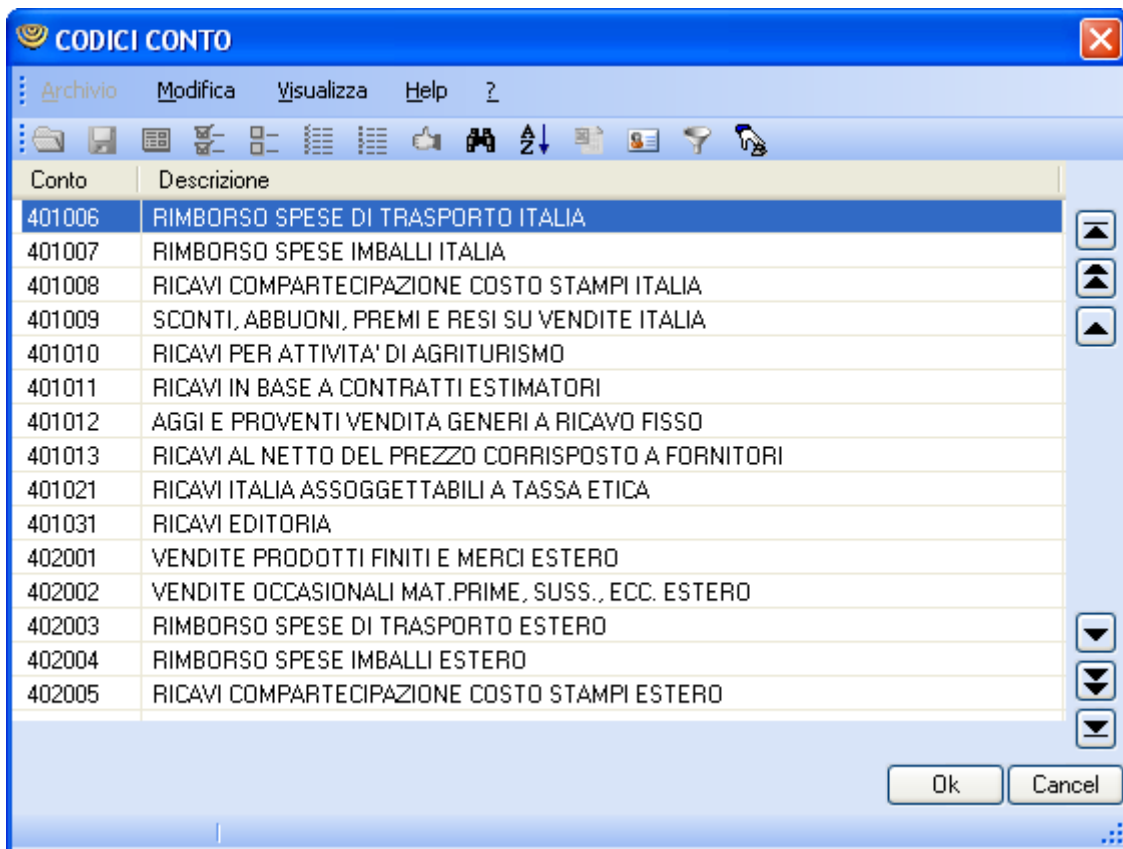 CODICI CONTO
Archivio Modifica Visualizza Help ?
Conto Descrizione
401006 RIMBORSO SPESE DI TRASPORTO ITALIA
401007 RIMBORSO SPESE IMBALLI ITALIA
401008 RICAVI COMPARTECIPAZIONE COSTO STAMPI ITALIA
401009 SCONTI, ABBUONI, PREMI E RESI SU VENDITE ITALIA
401010 RICAVI PER ATTIVITA' DI AGRITURISMO
401011 RICAVI IN BASE A CONTRATTI ESTIMATORI
401012 AGGI E PROVENTI VENDITA GENERI A RICAVO FISSO
401013 RICAVI AL NETTO DEL PREZZO CORRISPOSTO A FORNITORI
401021 RICAVI ITALIA ASSOGGETTABILI A TASSA ETICA
401031 RICAVI EDITORIA
402001 VENDITE PRODOTTI FINITI E MERCI ESTERO
402002 VENDITE OCCASIONALI MAT.PRIME, SUSS., ECC. ESTERO
402003 RIMBORSO SPESE DI TRASPORTO ESTERO
402004 RIMBORSO SPESE IMBALLI ESTERO
402005 RICAVI COMPARTECIPAZIONE COSTO STAMPI ESTERO
Ok Cancel